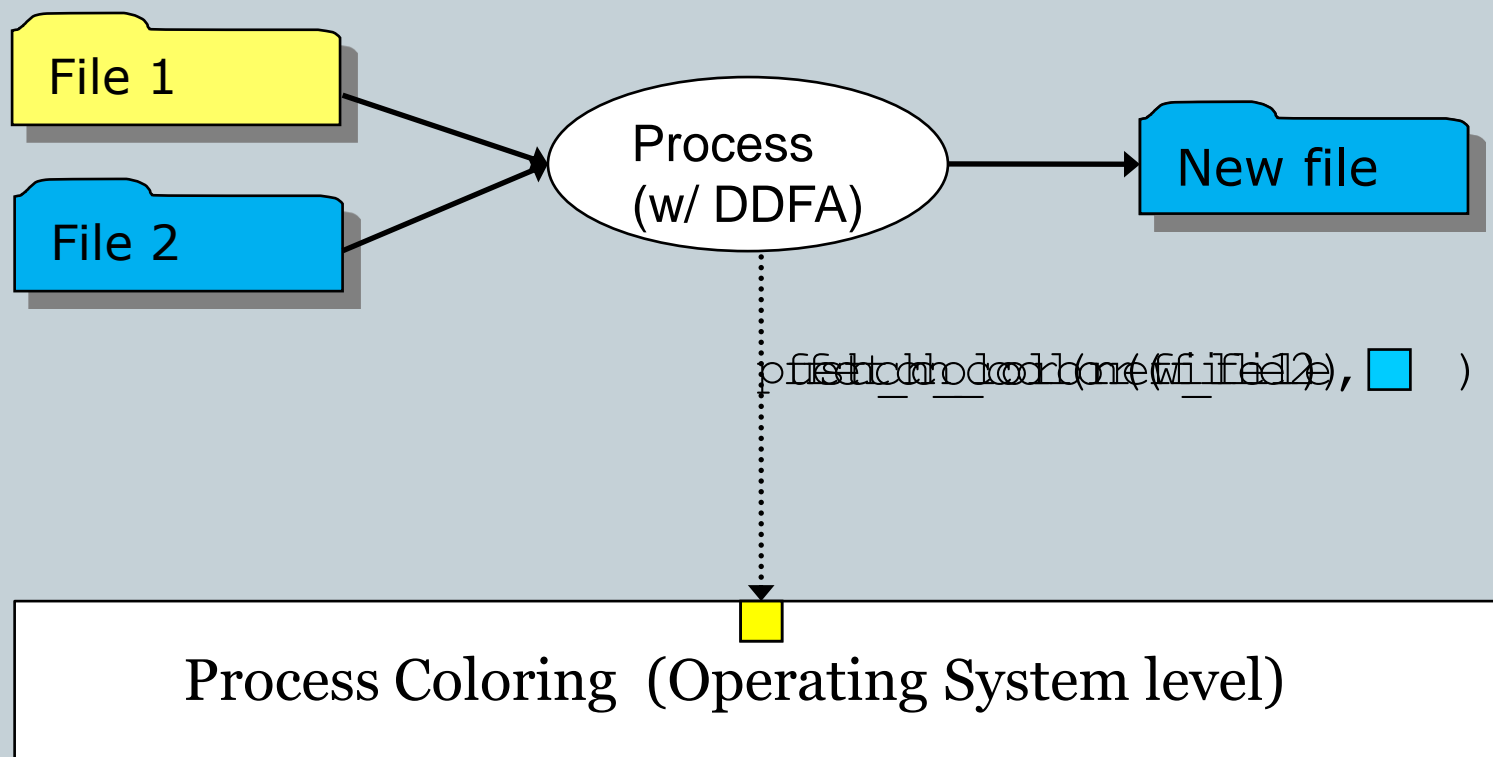 File 1
File 2
Process
(w/ DDFA)
New file
Process Coloring (Operating System level)